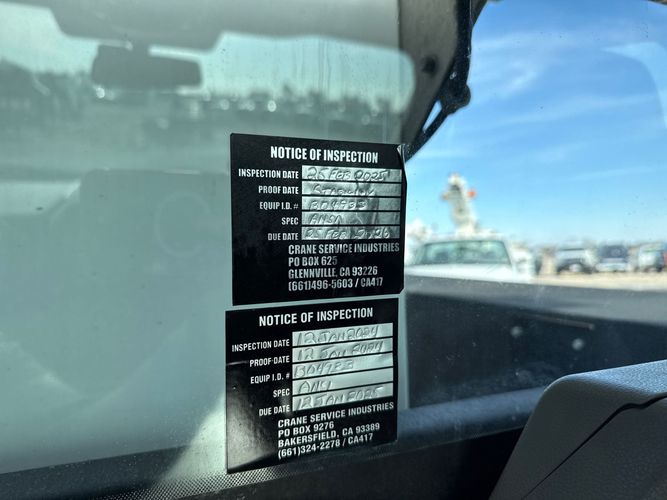 NOTICE OF INSPECTION
INSPECTION DATE 25 FEB 2025
PROOF DATE
EQUIP I.D. #
SPEC ANSI
DUE DATE 25 FEB 2026
CRANE SERVICE INDUSTRIES
PO BOX 625
GLENNVILLE, CA 93226
(661)496-5603 / CA417
NOTICE OF INSPECTION
INSPECTION DATE 12 JAN 2024
PROOF DATE 12 JAN 2024
EQUIP I.D. #
SPEC ANSI
DUE DATE 12 JAN 2025
CRANE SERVICE INDUSTRIES
PO BOX 9276
BAKERSFIELD, CA 93389
(661)324-2278 / CA417